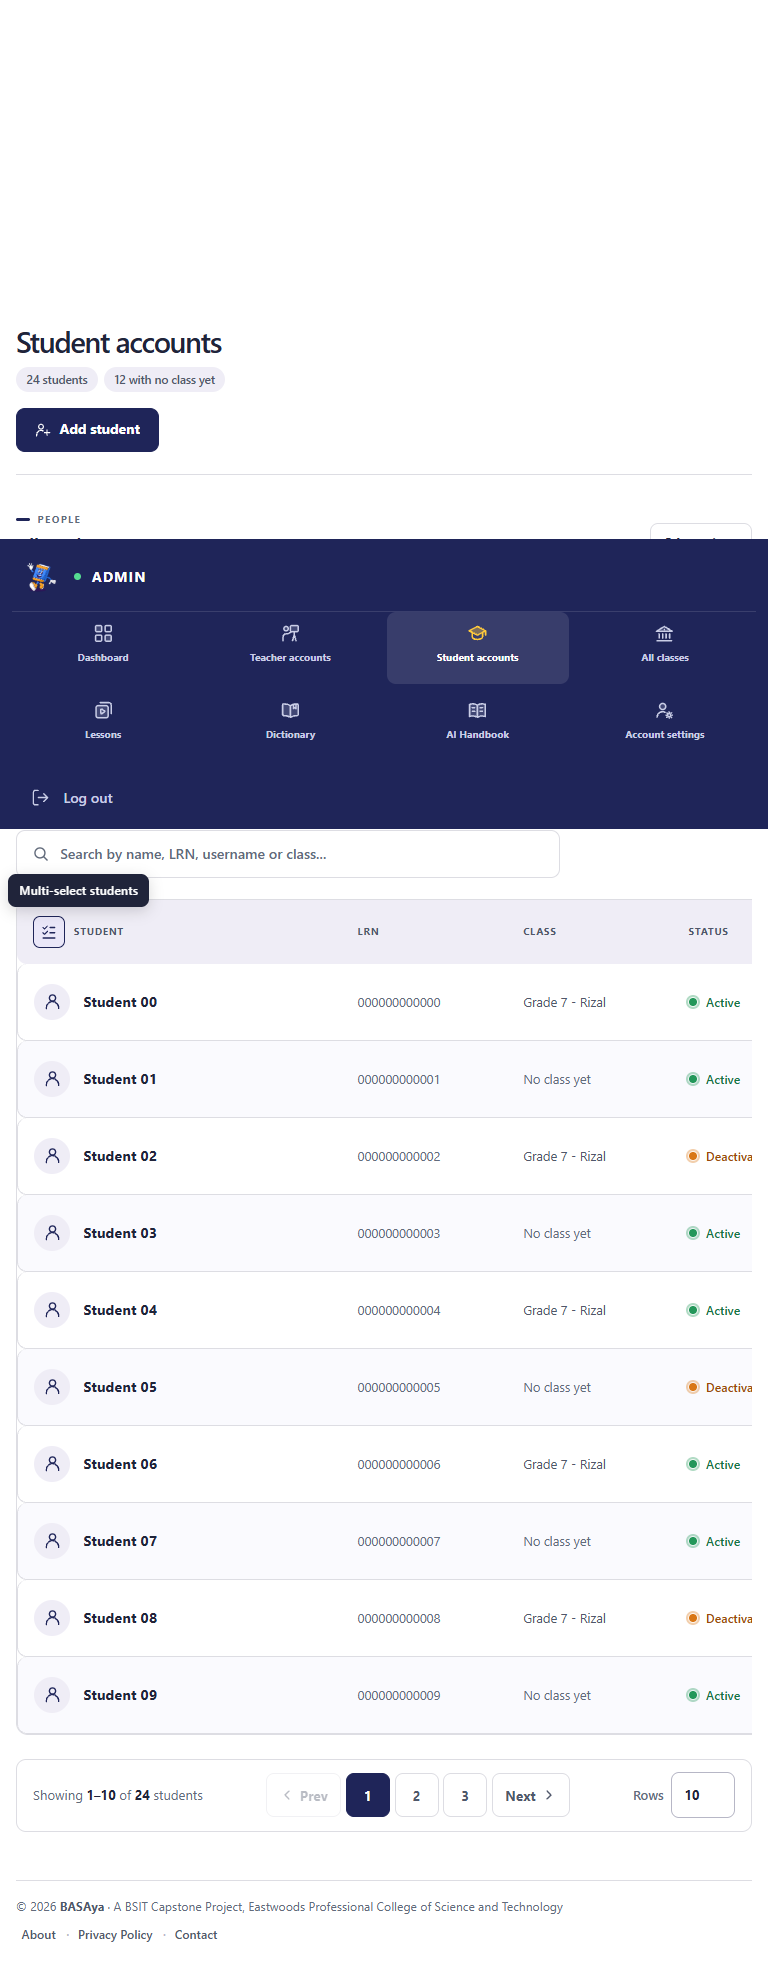 Student accounts
24 students 12 with no class yet
Add student
PEOPLE
ADMIN
Dashboard Teacher accounts Student accounts All classes
Lessons Dictionary AI Handbook Account settings
Log out
Search by name, LRN, username or class...
Multi-select students
STUDENT LRN CLASS STATUS
Student 00 000000000000 Grade 7 - Rizal Active
Student 01 000000000001 No class yet Active
Student 02 000000000002 Grade 7 - Rizal Deactiva
Student 03 000000000003 No class yet Active
Student 04 000000000004 Grade 7 - Rizal Active
Student 05 000000000005 No class yet Deactiva
Student 06 000000000006 Grade 7 - Rizal Active
Student 07 000000000007 No class yet Active
Student 08 000000000008 Grade 7 - Rizal Deactiva
Student 09 000000000009 No class yet Active
Showing 1–10 of 24 students Prev 1 2 3 Next Rows 10
© 2026 BASAya · A BSIT Capstone Project, Eastwoods Professional College of Science and Technology
About · Privacy Policy · Contact